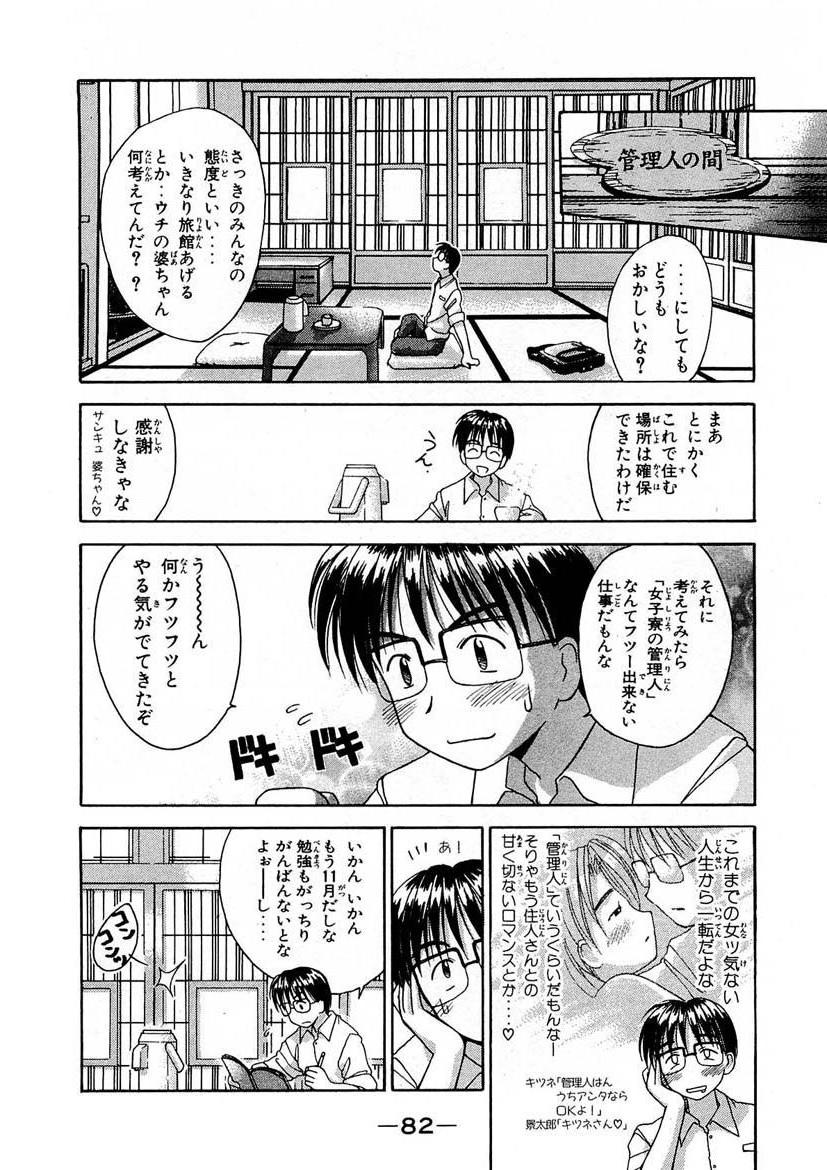 管理人の間
‥‥にしても
どうも
おかしいな？
さっきのみんなの
態度といい‥‥
いきなり旅館あげる
とか‥ウチの婆ちゃん
何考えてんだ？？
まあ
とにかく
これで住む
場所は確保
できたわけだ
うん
感謝
しなきゃな
サンキュ 婆ちゃん♡
それに
考えてみたら
「女子寮の管理人」
なんてフツー出来ない
仕事だもんな
う〜〜〜〜ん
何かフツフツと
やる気がでてきたぞ
ドキ
ドキ
これまでの女ッ気ない
人生から一転だよな
「管理人」ていうくらいだもんなー
そりゃもう住人さんとの
甘く切ないロマンスとか‥‥♡
キツネ「管理人はん
うちアンタなら
OKよ！」
景太郎「キツネさん♡」
あー
いかん いかん
もう11月だしな
勉強もがっちり
がんばんないとな
よぉーし‥‥
コンコン
—82—